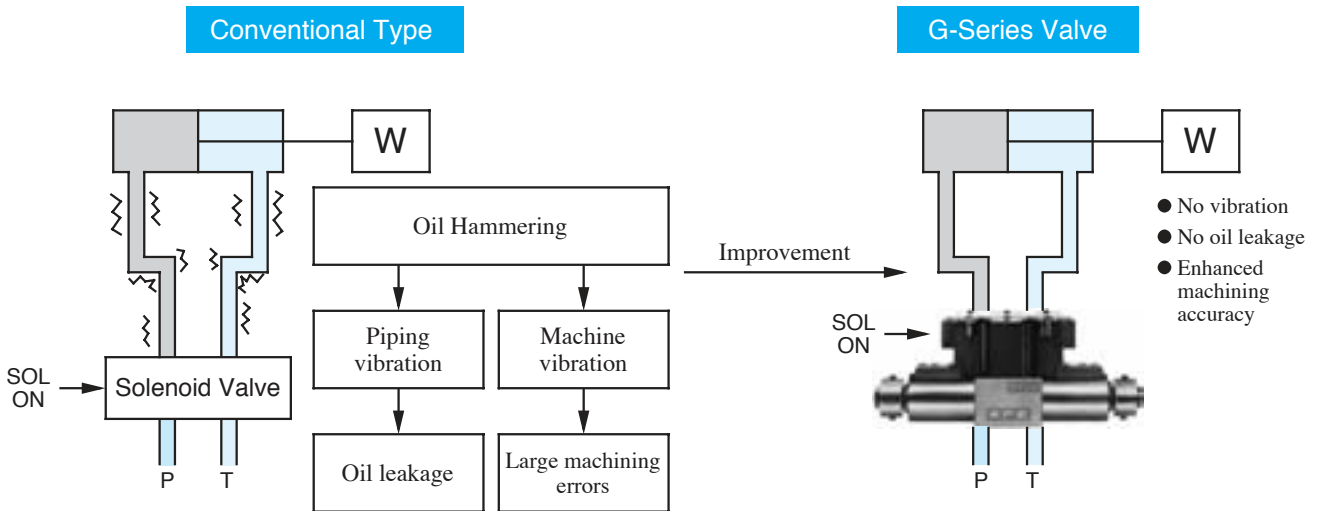 Conventional Type
G-Series Valve
W
W
Oil Hammering
Improvement
● No vibration
● No oil leakage
● Enhanced
machining
accuracy
Piping
vibration
Machine
vibration
SOL
ON
SOL
ON
Solenoid Valve
Oil leakage
Large machining
errors
P
T
P
T